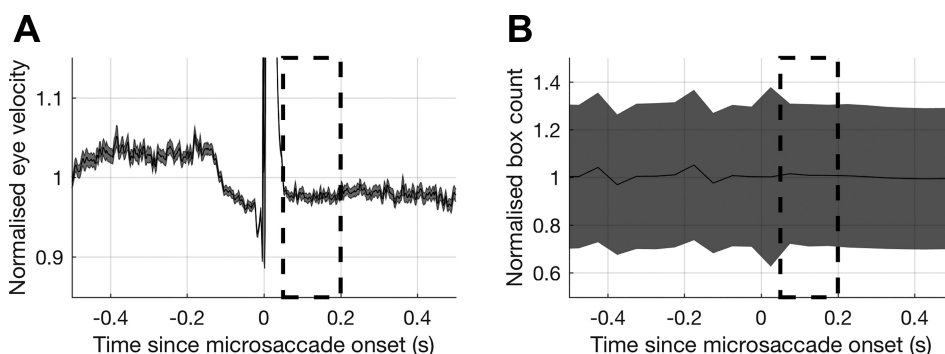 A
Normalised eye velocity
1.1
1
0.9
-0.4 -0.2 0 0.2 0.4
Time since microsaccade onset (s)
B
Normalised box count
1.4
1.2
1
0.8
0.6
-0.4 -0.2 0 0.2 0.4
Time since microsaccade onset (s)